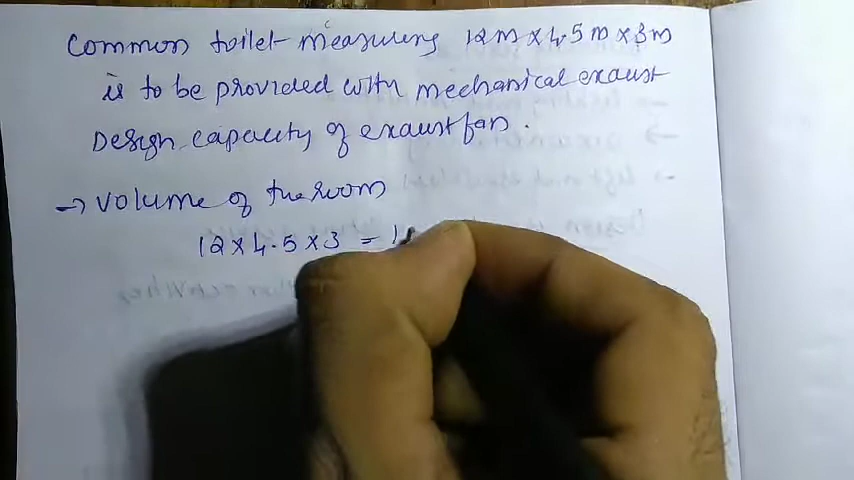 Common toilet measuring 12m x 4.5m x 3m
is to be provided with mechanical exaust
Design capacity of exaust fan.
→ volume of the room
12 x 4.5 x 3 = 1